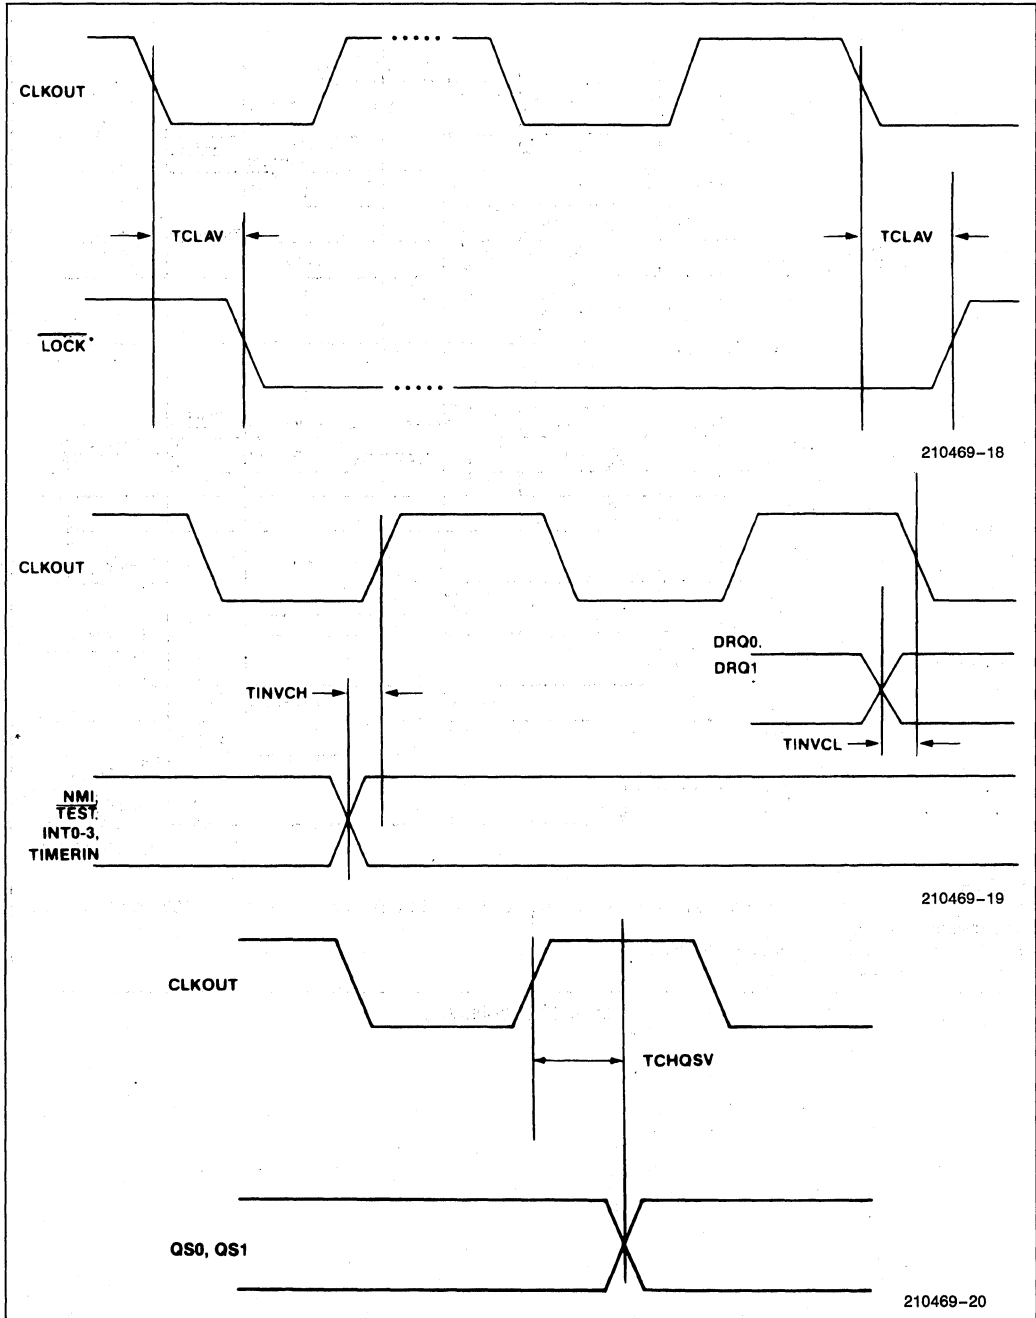 CLKOUT
TCLAV TCLAV
LOCK*
210469-18
CLKOUT
DRQ0,
DRQ1
TINVCH
TINVCL
NMI,
TEST,
INT0-3,
TIMERIN
210469-19
CLKOUT
TCHQSV
QS0, QS1
210469-20